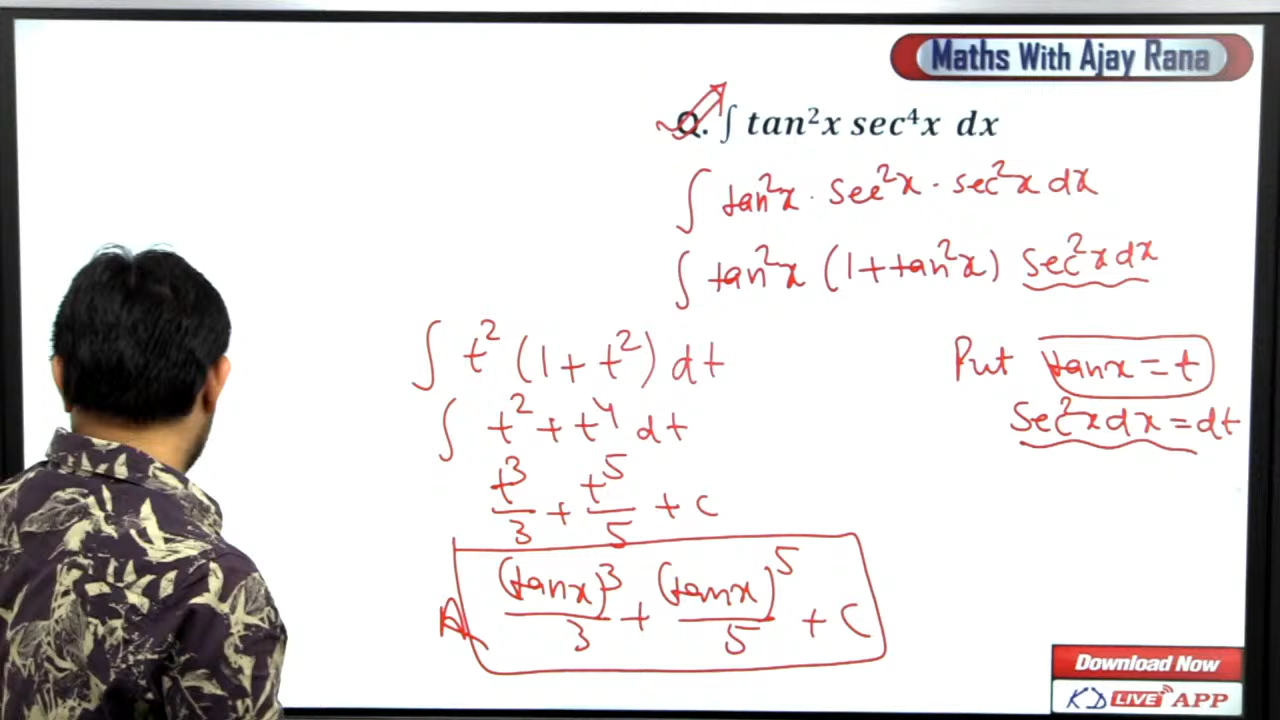 Maths With Ajay Rana
Q. ∫ tan²x sec⁴x dx
∫ tan²x · sec²x · sec²x dx
∫ tan²x (1+tan²x) sec²x dx
Put tanx = t
sec²x dx = dt
∫ t² (1 + t²) dt
∫ t² + t⁴ dt
t³/3 + t⁵/5 + c
(tanx)³/3 + (tanx)⁵/5 + C
Download Now
KD LIVE APP